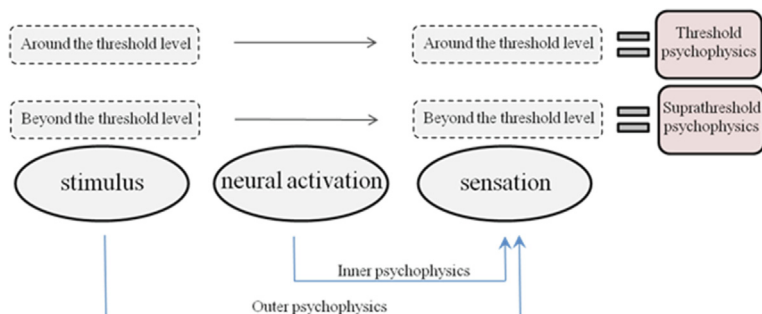 Around the threshold level
Around the threshold level
Threshold
psychophysics
Beyond the threshold level
Beyond the threshold level
Suprathreshold
psychophysics
stimulus
neural activation
sensation
Inner psychophysics
Outer psychophysics